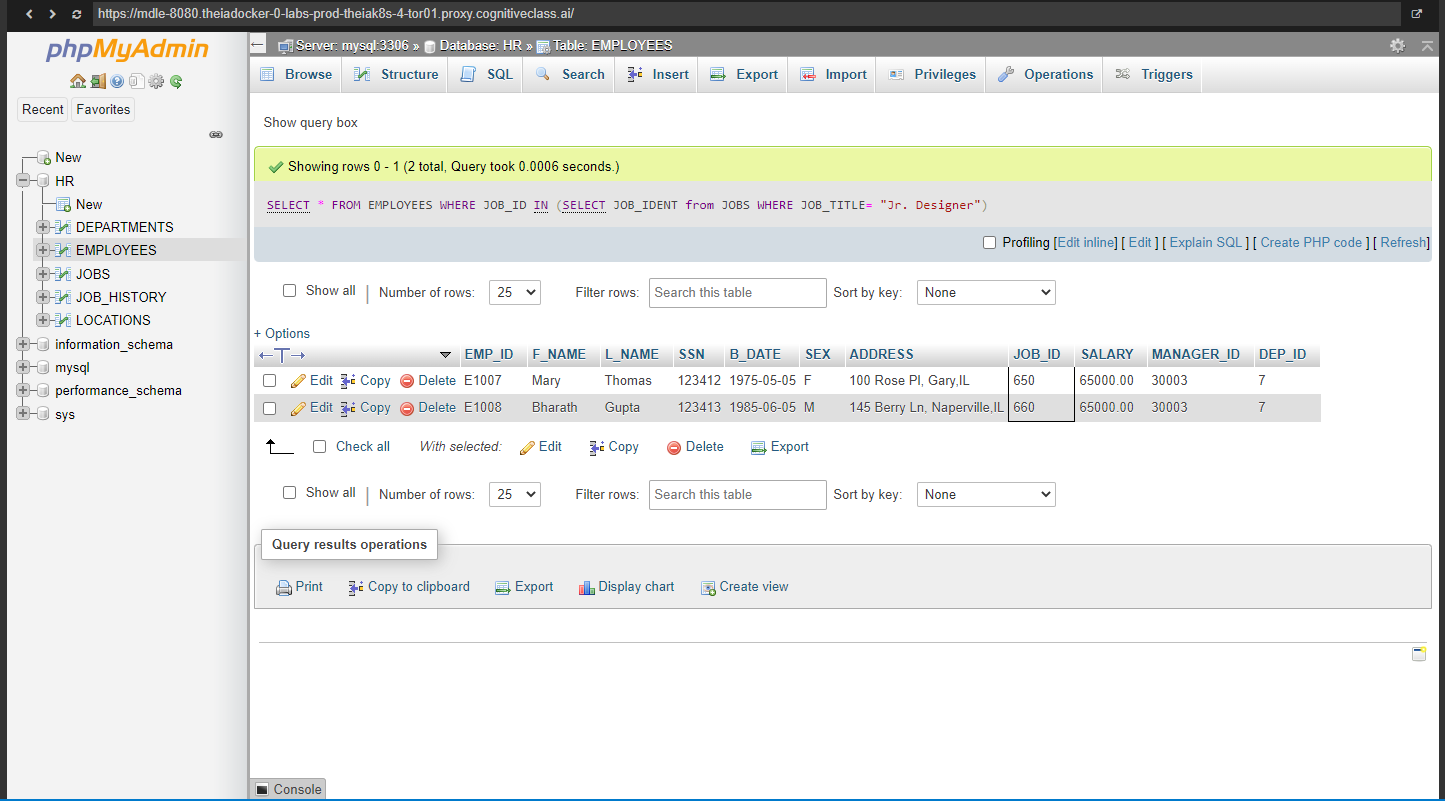 https://mdle-8080.theiadocker-0-labs-prod-theiak8s-4-tor01.proxy.cognitiveclass.ai/
phpMyAdmin
Recent Favorites
New
HR
New
DEPARTMENTS
EMPLOYEES
JOBS
JOB_HISTORY
LOCATIONS
information_schema
mysql
performance_schema
sys
Server: mysql:3306 » Database: HR » Table: EMPLOYEES
Browse Structure SQL Search Insert Export Import Privileges Operations Triggers
Show query box
Showing rows 0 - 1 (2 total, Query took 0.0006 seconds.)
SELECT * FROM EMPLOYEES WHERE JOB_ID IN (SELECT JOB_IDENT from JOBS WHERE JOB_TITLE= "Jr. Designer")
Profiling [Edit inline] [ Edit ] [ Explain SQL ] [ Create PHP code ] [ Refresh]
Show all | Number of rows: 25 Filter rows: Search this table Sort by key: None
+ Options
←T→ EMP_ID F_NAME L_NAME SSN B_DATE SEX ADDRESS JOB_ID SALARY MANAGER_ID DEP_ID
Edit Copy Delete E1007 Mary Thomas 123412 1975-05-05 F 100 Rose Pl, Gary,IL 650 65000.00 30003 7
Edit Copy Delete E1008 Bharath Gupta 123413 1985-06-05 M 145 Berry Ln, Naperville,IL 660 65000.00 30003 7
Check all With selected: Edit Copy Delete Export
Show all | Number of rows: 25 Filter rows: Search this table Sort by key: None
Query results operations
Print Copy to clipboard Export Display chart Create view
Console